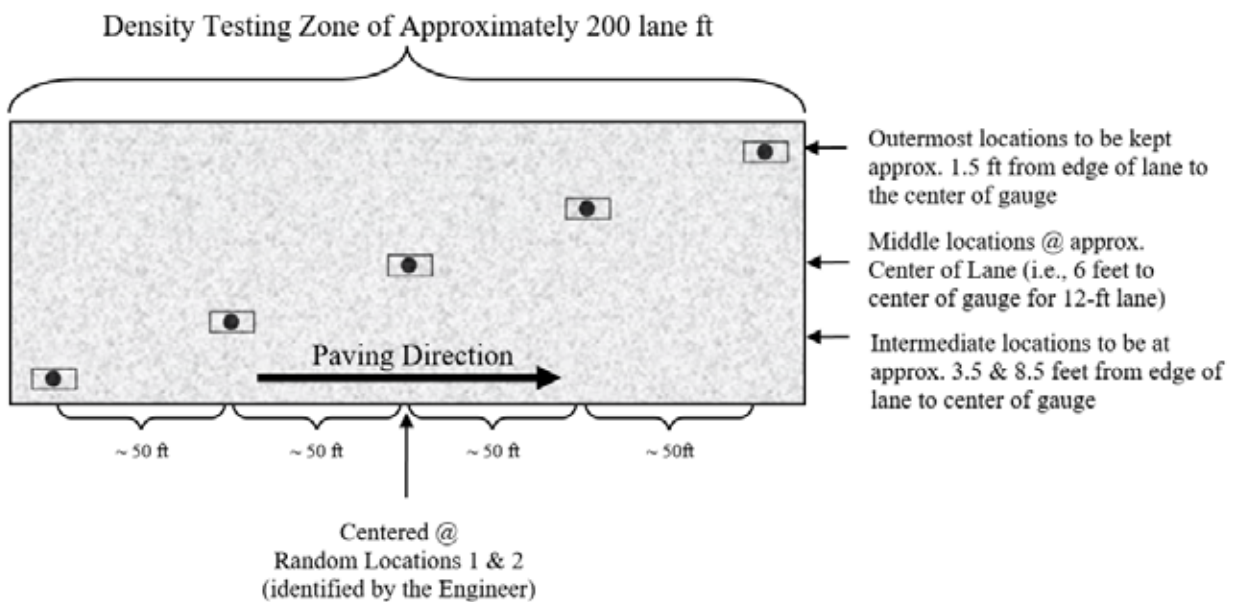 Density Testing Zone of Approximately 200 lane ft
Outermost locations to be kept
approx. 1.5 ft from edge of lane to
the center of gauge
Middle locations @ approx.
Center of Lane (i.e., 6 feet to
center of gauge for 12-ft lane)
Intermediate locations to be at
approx. 3.5 & 8.5 feet from edge of
lane to center of gauge
Paving Direction
~ 50 ft
~ 50 ft
~ 50 ft
~ 50ft
Centered @
Random Locations 1 & 2
(identified by the Engineer)